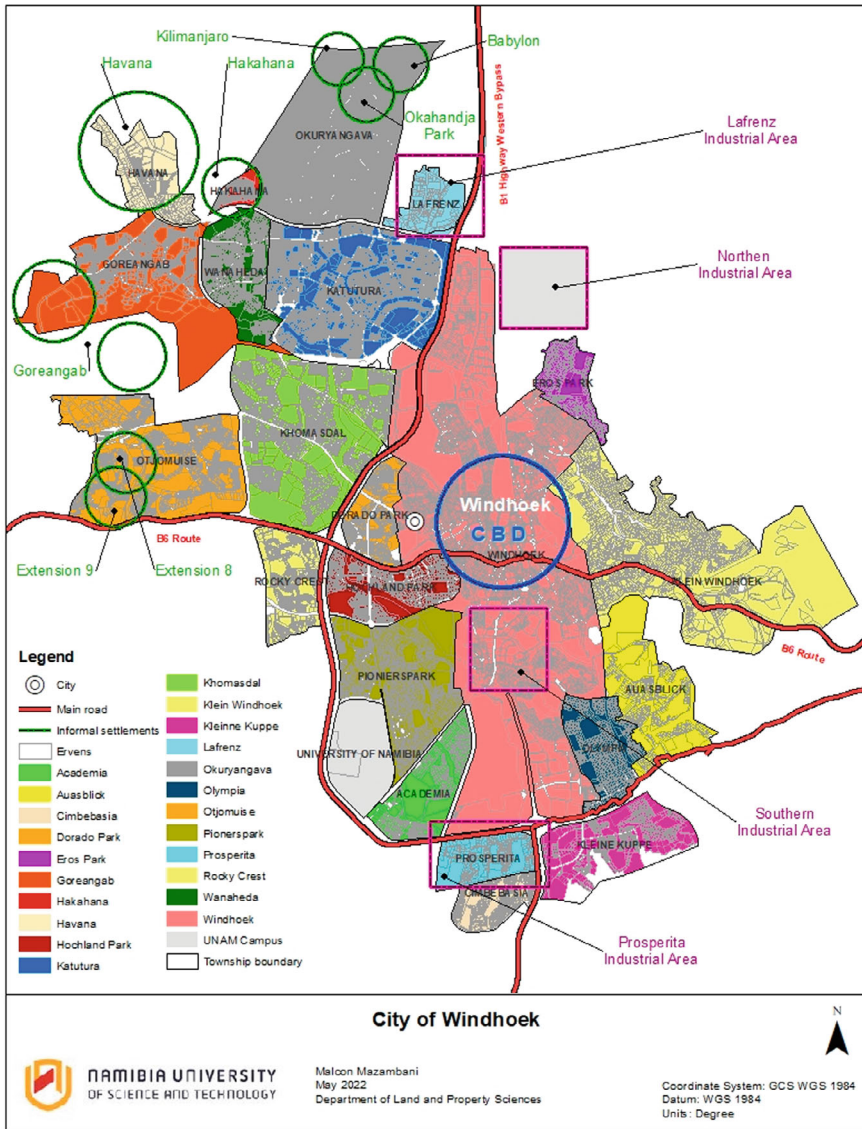 Kilimanjaro
Babylon
Havana
Hakahana
Okahandja
Park
OKURYANGAVA
B1 Highway Western Bypass
Lafrenz
Industrial Area
HAVANA
HAKAHANA
LAFRENZ
GOREANGAB
WANAHEDA
KATUTURA
Northen
Industrial Area
Goreangab
EROS PARK
KHOMASDAL
OTJOMUISE
DORADO PARK
Windhoek
CBD
WINDHOEK
B6 Route
Extension 9
Extension 8
ROCKY CREST
HOCHLAND PARK
KLEIN WINDHOEK
B6 Route
PIONIERSPARK
AUASBLICK
UNIVERSITY OF NAMIBIA
OLYMPIA
ACADEMIA
Southern
Industrial Area
PROSPERITA
KLEINE KUPPE
CIMBEBASIA
Prosperita
Industrial Area
Legend
City
Main road
Informal settlements
Ervens
Academia
Auasblick
Cimbebasia
Dorado Park
Eros Park
Goreangab
Hakahana
Havana
Hochland Park
Katutura
Khomasdal
Klein Windhoek
Kleinne Kuppe
Lafrenz
Okuryangava
Olympia
Otjomuise
Pionerspark
Prosperita
Rocky Crest
Wanaheda
Windhoek
UNAM Campus
Township boundary
City of Windhoek
N
NAMIBIA UNIVERSITY
OF SCIENCE AND TECHNOLOGY
Malcon Mazambani
May 2022
Department of Land and Property Sciences
Coordinate System: GCS WGS 1984
Datum: WGS 1984
Units: Degree